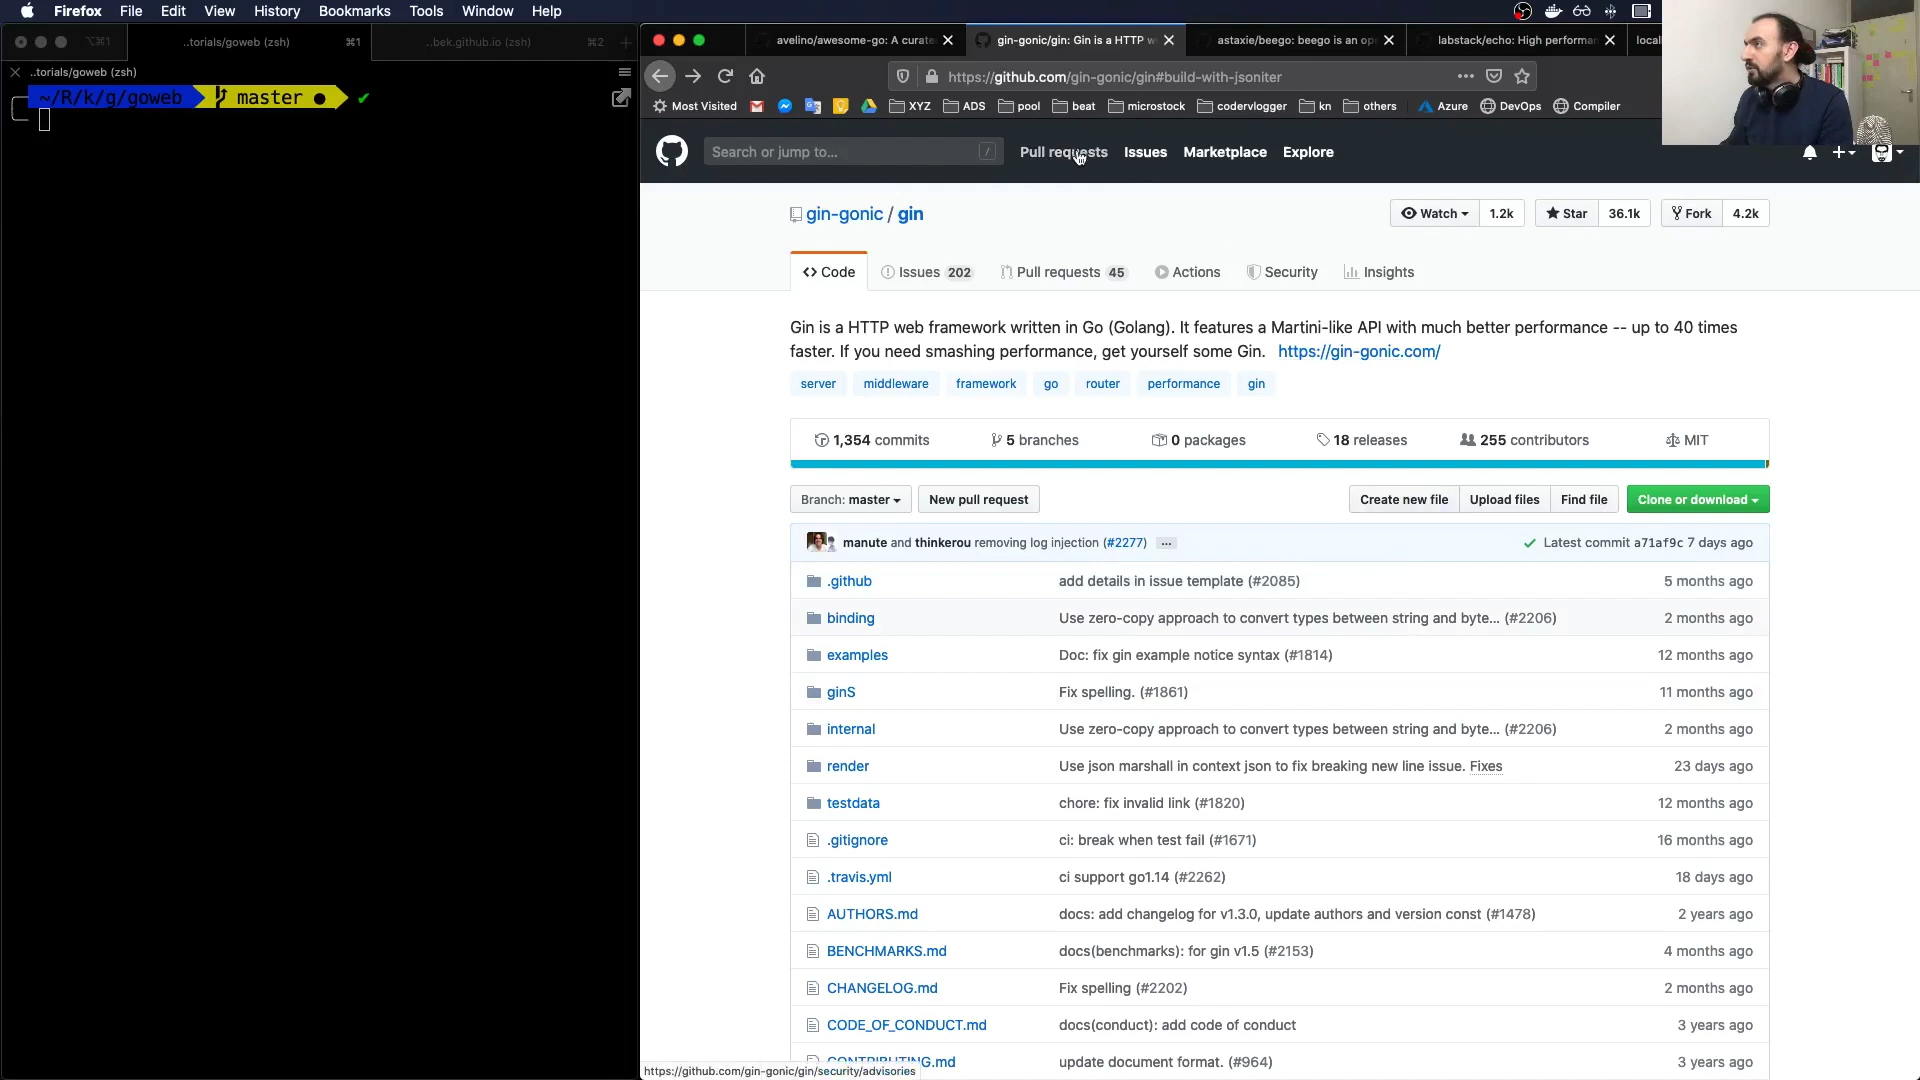 Firefox File Edit View History Bookmarks Tools Window Help
⌥⌘1 ..torials/goweb (zsh) ⌘1 ..bek.github.io (zsh) ⌘2 +
..torials/goweb (zsh)
~/R/k/g/goweb master ● ✔
avelino/awesome-go: A curate gin-gonic/gin: Gin is a HTTP w astaxie/beego: beego is an op labstack/echo: High performan locall
https://github.com/gin-gonic/gin#build-with-jsoniter
Most Visited XYZ ADS pool beat microstock codervlogger kn others Azure DevOps Compiler
Search or jump to... / Pull requests Issues Marketplace Explore
gin-gonic / gin
Watch 1.2k Star 36.1k Fork 4.2k
Code Issues 202 Pull requests 45 Actions Security Insights
Gin is a HTTP web framework written in Go (Golang). It features a Martini-like API with much better performance -- up to 40 times
faster. If you need smashing performance, get yourself some Gin. https://gin-gonic.com/
server middleware framework go router performance gin
1,354 commits 5 branches 0 packages 18 releases 255 contributors MIT
Branch: master New pull request Create new file Upload files Find file Clone or download
manute and thinkerou removing log injection (#2277) ... Latest commit a71af9c 7 days ago
.github add details in issue template (#2085) 5 months ago
binding Use zero-copy approach to convert types between string and byte... (#2206) 2 months ago
examples Doc: fix gin example notice syntax (#1814) 12 months ago
ginS Fix spelling. (#1861) 11 months ago
internal Use zero-copy approach to convert types between string and byte... (#2206) 2 months ago
render Use json marshall in context json to fix breaking new line issue. Fixes 23 days ago
testdata chore: fix invalid link (#1820) 12 months ago
.gitignore ci: break when test fail (#1671) 16 months ago
.travis.yml ci support go1.14 (#2262) 18 days ago
AUTHORS.md docs: add changelog for v1.3.0, update authors and version const (#1478) 2 years ago
BENCHMARKS.md docs(benchmarks): for gin v1.5 (#2153) 4 months ago
CHANGELOG.md Fix spelling (#2202) 2 months ago
CODE_OF_CONDUCT.md docs(conduct): add code of conduct 3 years ago
CONTRIBUTING.md update document format. (#964) 3 years ago
https://github.com/gin-gonic/gin/security/advisories